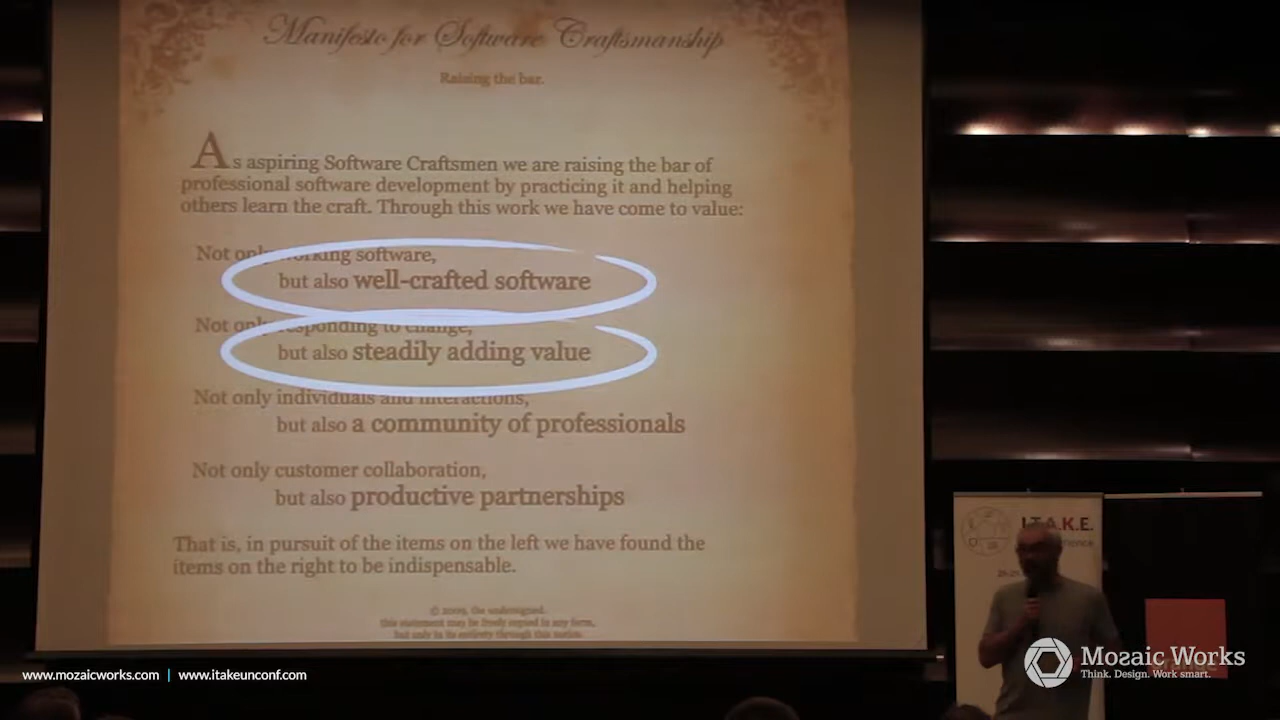 Manifesto for Software Craftsmanship
Raising the bar.
As aspiring Software Craftsmen we are raising the bar of
professional software development by practicing it and helping
others learn the craft. Through this work we have come to value:
Not only working software,
but also well-crafted software
Not only responding to change,
but also steadily adding value
Not only individuals and interactions,
but also a community of professionals
Not only customer collaboration,
but also productive partnerships
That is, in pursuit of the items on the left we have found the
items on the right to be indispensable.
© 2009, the undersigned.
this statement may be freely copied in any form,
but only in its entirety through this notice.
I.T.A.K.E.
Mozaic Works
Think. Design. Work smart.
www.mozaicworks.com | www.itakeunconf.com